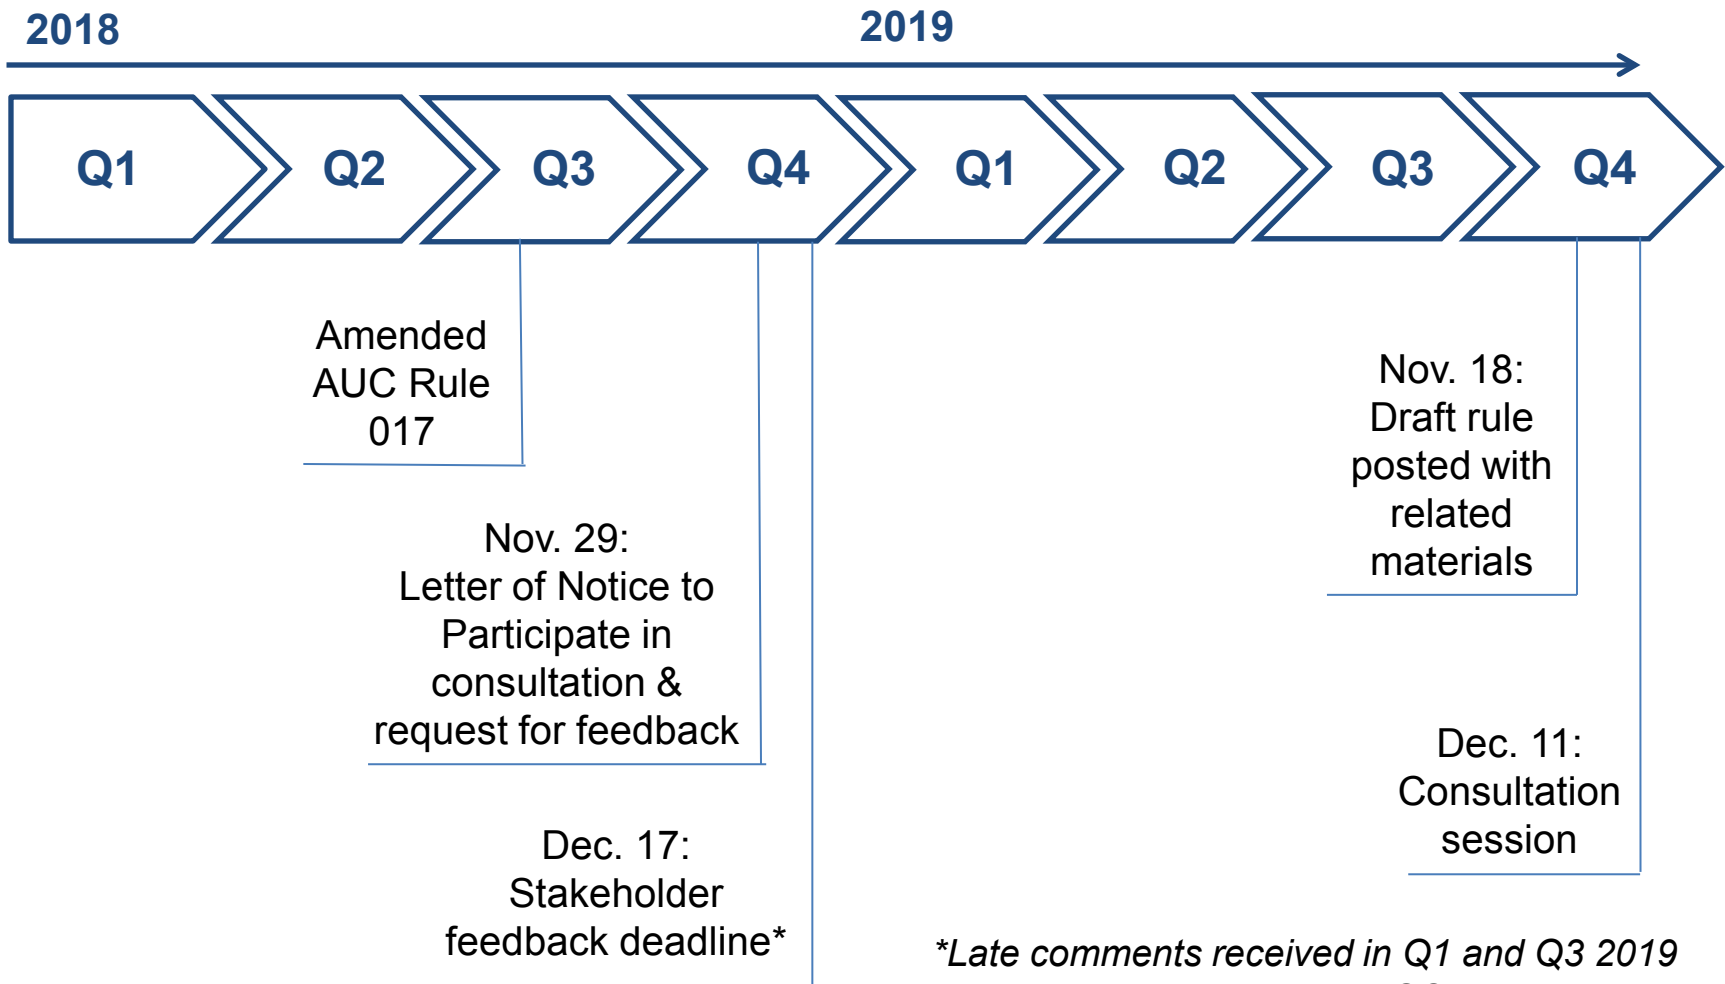 2018
2019
Q1
Q2
Q3
Q4
Q1
Q2
Q3
Q4
Amended
AUC Rule
017
Nov. 29:
Letter of Notice to
Participate in
consultation &
request for feedback
Dec. 17:
Stakeholder
feedback deadline*
Nov. 18:
Draft rule
posted with
related
materials
Dec. 11:
Consultation
session
*Late comments received in Q1 and Q3 2019